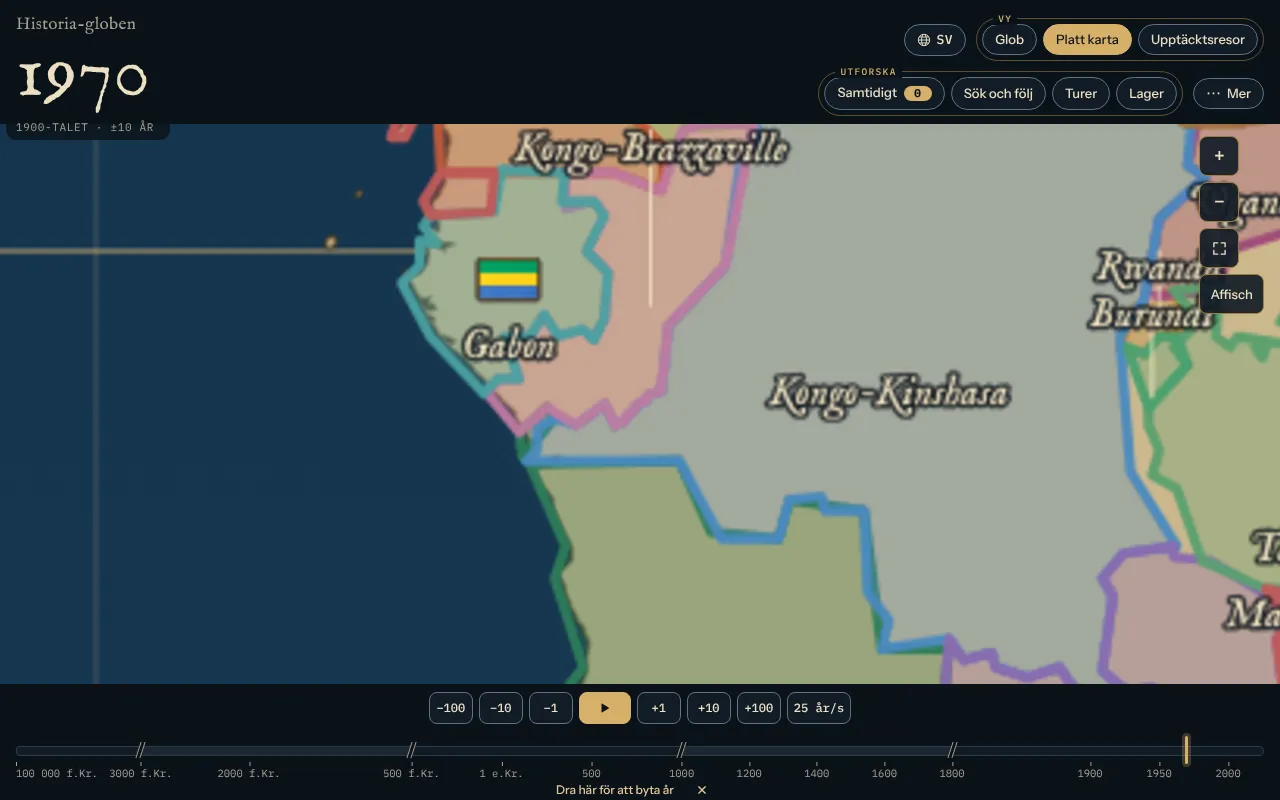 Historia-globen
1970
1900-TALET · ±10 ÅR
SV
VY
Glob
Platt karta
Upptäcktsresor
UTFORSKA
Samtidigt 0
Sök och följ
Turer
Lager
··· Mer
Kongo-Brazzaville
+
−
Affisch
Rwanda
Burundi
Gabon
Kongo-Kinshasa
Ma
−100
−10
−1
+1
+10
+100
25 år/s
100 000 f.Kr.
3000 f.Kr.
2000 f.Kr.
500 f.Kr.
1 e.Kr.
500
1000
1200
1400
1600
1800
1900
1950
2000
Dra här för att byta år ✕